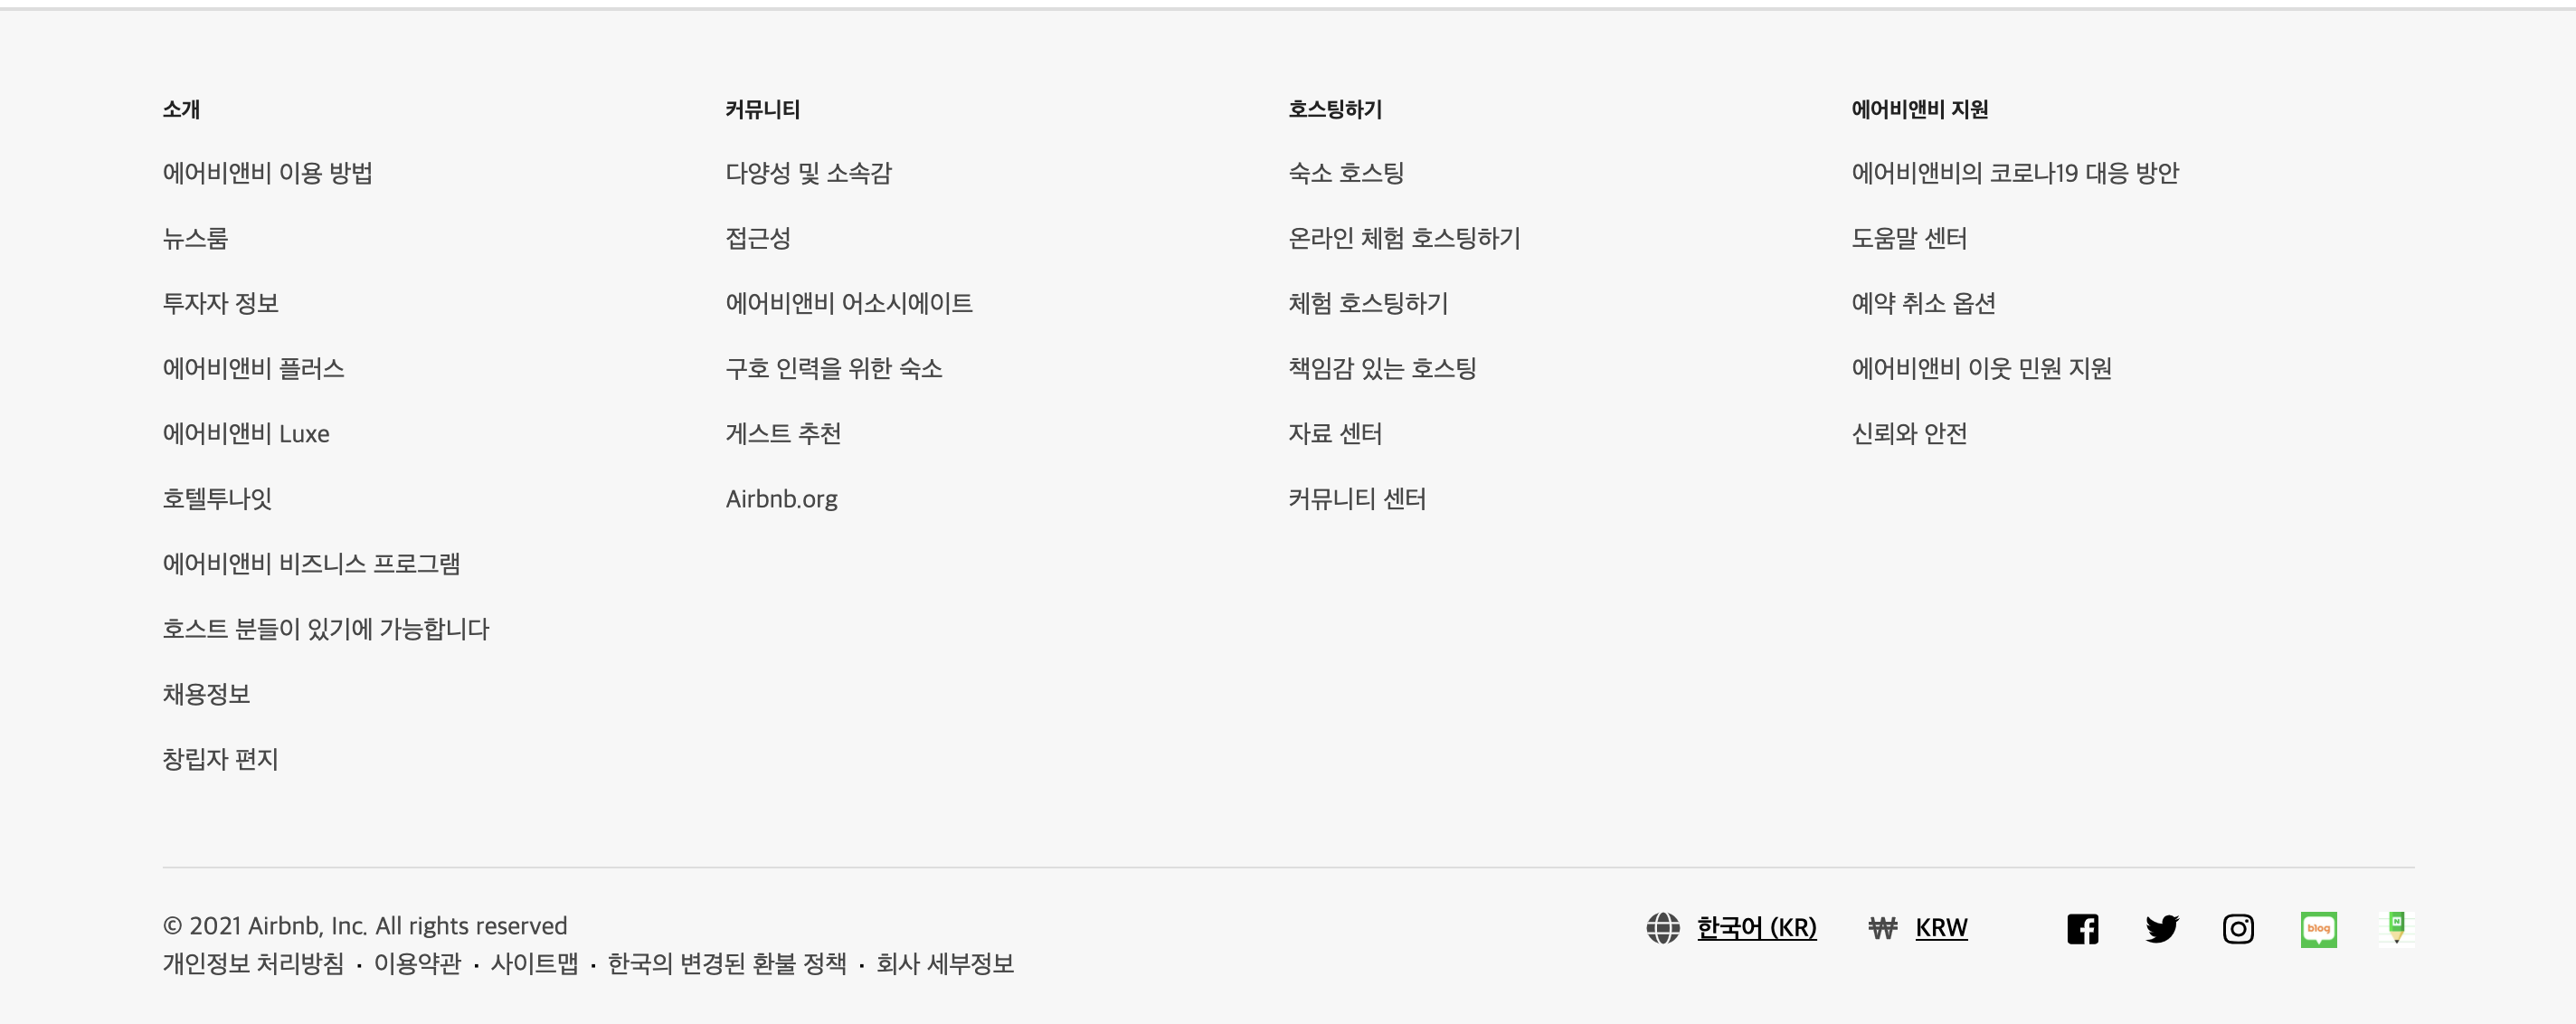 소개
에어비앤비 이용 방법
뉴스룸
투자자 정보
에어비앤비 플러스
에어비앤비 Luxe
호텔투나잇
에어비앤비 비즈니스 프로그램
호스트 분들이 있기에 가능합니다
채용정보
창립자 편지
커뮤니티
다양성 및 소속감
접근성
에어비앤비 어소시에이트
구호 인력을 위한 숙소
게스트 추천
Airbnb.org
호스팅하기
숙소 호스팅
온라인 체험 호스팅하기
체험 호스팅하기
책임감 있는 호스팅
자료 센터
커뮤니티 센터
에어비앤비 지원
에어비앤비의 코로나19 대응 방안
도움말 센터
예약 취소 옵션
에어비앤비 이웃 민원 지원
신뢰와 안전
© 2021 Airbnb, Inc. All rights reserved
개인정보 처리방침 · 이용약관 · 사이트맵 · 한국의 변경된 환불 정책 · 회사 세부정보
한국어 (KR) ₩ KRW
blog
N